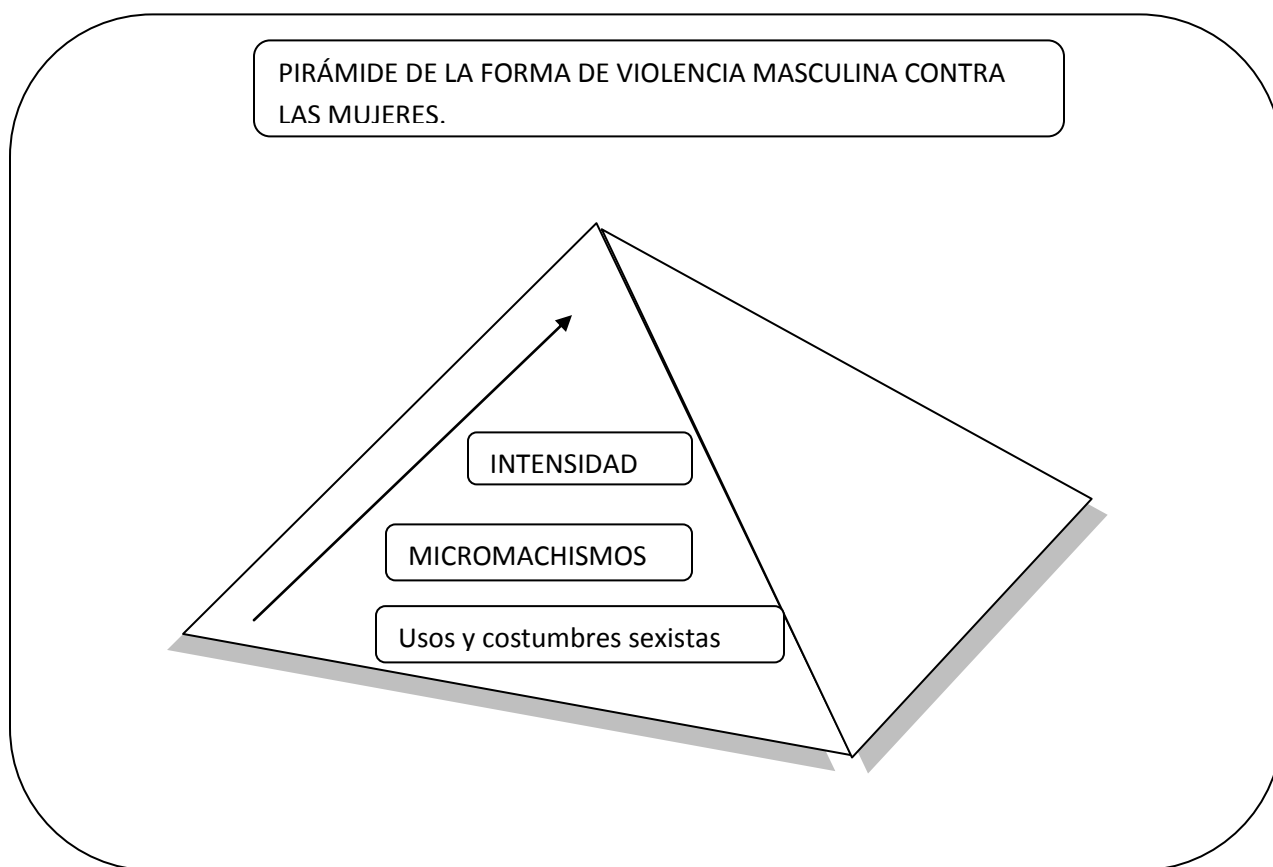 PIRÁMIDE DE LA FORMA DE VIOLENCIA MASCULINA CONTRA
LAS MUJERES.
INTENSIDAD
MICROMACHISMOS
Usos y costumbres sexistas